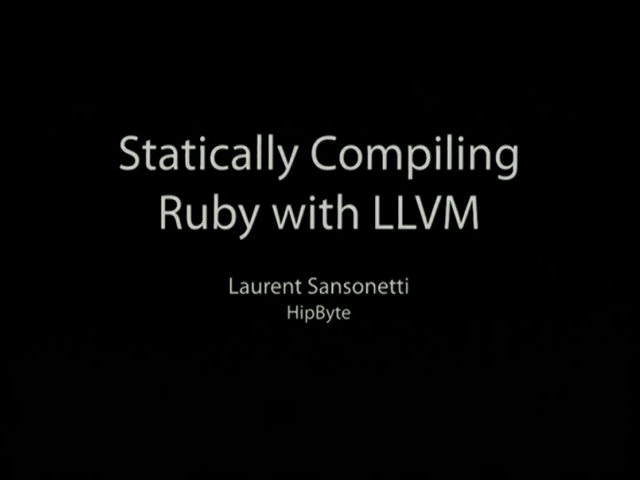 Statically Compiling
Ruby with LLVM
Laurent Sansonetti
HipByte